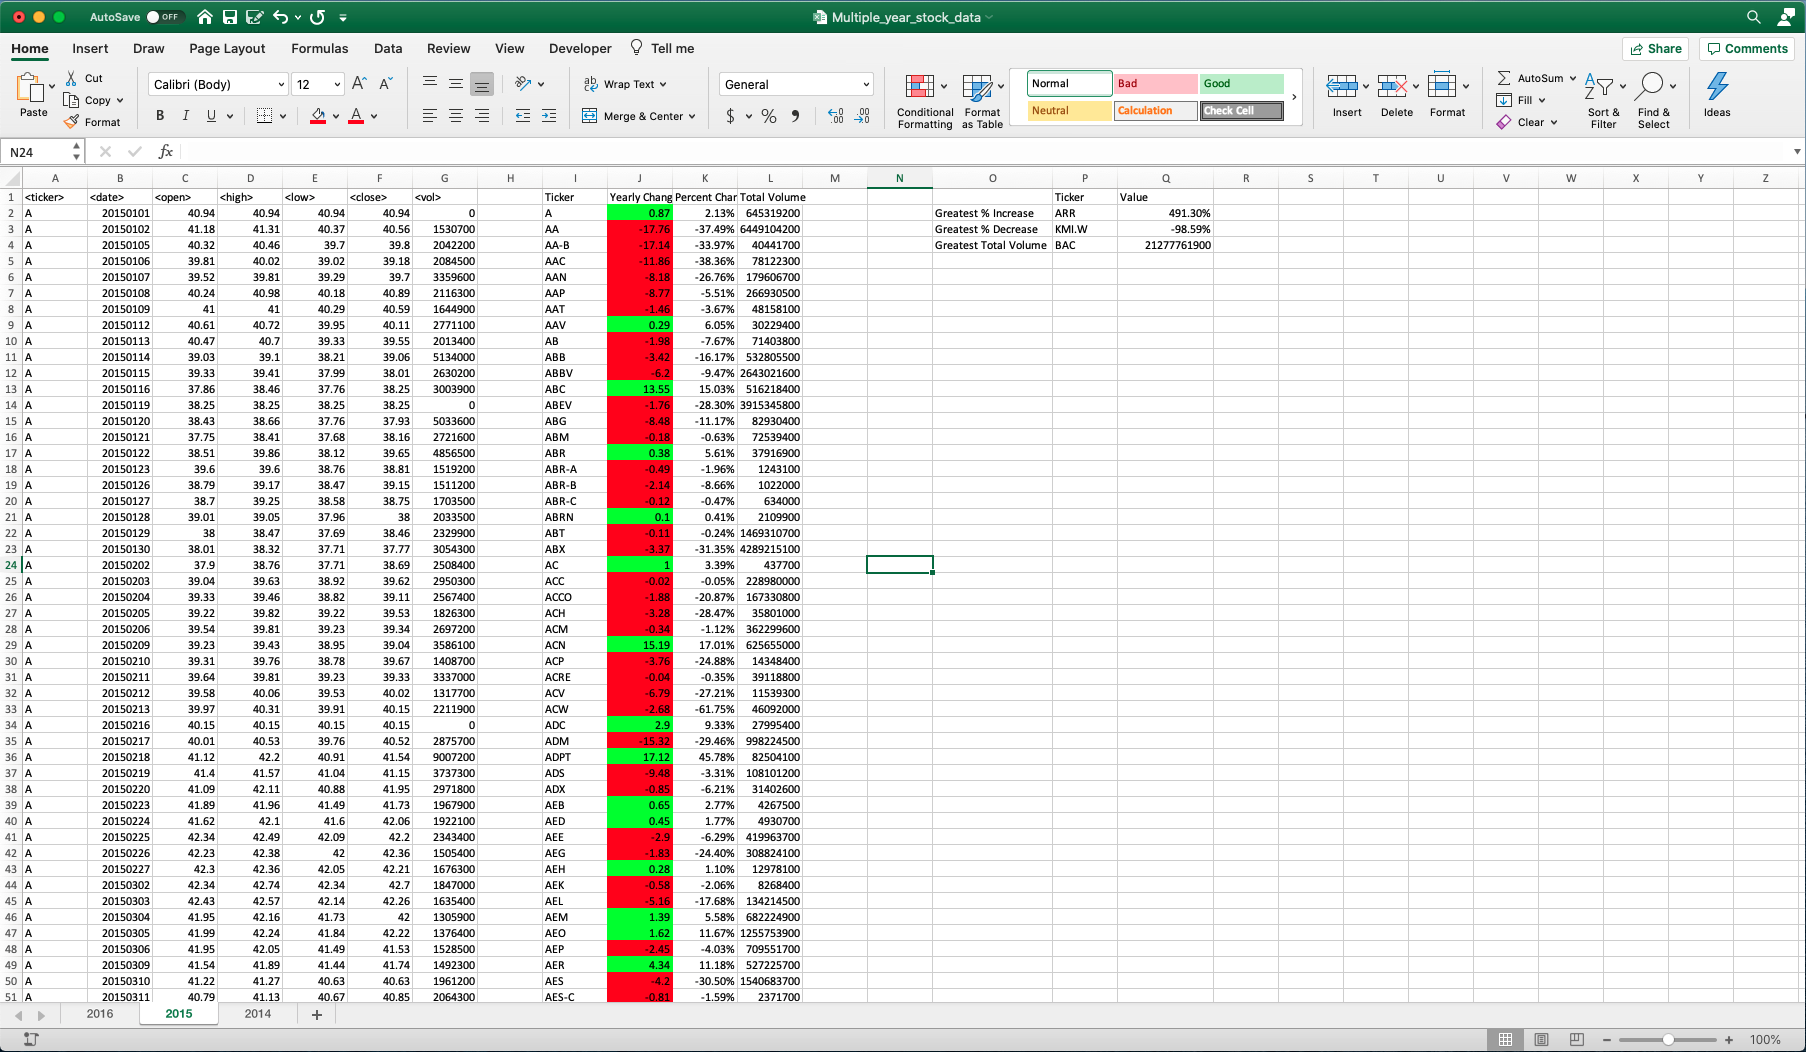 AutoSave OFF Multiple_year_stock_data
Home Insert Draw Page Layout Formulas Data Review View Developer Tell me Share Comments
Paste Cut Copy Format
Calibri (Body) 12 A^ A˅
B I U A
ab Wrap Text
Merge & Center
General
$ % 9
Conditional Formatting Format as Table
Normal Bad Good
Neutral Calculation Check Cell
Insert Delete Format
AutoSum Fill Clear
Sort & Filter Find & Select Ideas
N24 fx
A B C D E F G H I J K L M N O P Q R S T U V W X Y Z
1 <ticker> <date> <open> <high> <low> <close> <vol> Ticker Yearly Chang Percent Char Total Volume Ticker Value
2 A 20150101 40.94 40.94 40.94 40.94 0 A 0.87 2.13% 645319200 Greatest % Increase ARR 491.30%
3 A 20150102 41.18 41.31 40.37 40.56 1530700 AA -17.76 -37.49% 6449104200 Greatest % Decrease KMI.W -98.59%
4 A 20150105 40.32 40.46 39.7 39.8 2042200 AA-B -17.14 -33.97% 40441700 Greatest Total Volume BAC 21277761900
5 A 20150106 39.81 40.02 39.02 39.18 2084500 AAC -11.86 -38.36% 78122300
6 A 20150107 39.52 39.81 39.29 39.7 3359600 AAN -8.18 -26.76% 179606700
7 A 20150108 40.24 40.98 40.18 40.89 2116300 AAP -8.77 -5.51% 266930500
8 A 20150109 41 41 40.29 40.59 1644900 AAT -1.46 -3.67% 48158100
9 A 20150112 40.61 40.72 39.95 40.11 2771100 AAV 0.29 6.05% 30229400
10 A 20150113 40.47 40.7 39.33 39.55 2013400 AB -1.98 -7.67% 71403800
11 A 20150114 39.03 39.1 38.21 39.06 5134000 ABB -3.42 -16.17% 532805500
12 A 20150115 39.33 39.41 37.99 38.01 2630200 ABBV -6.2 -9.47% 2643021600
13 A 20150116 37.86 38.46 37.76 38.25 3003900 ABC 13.55 15.03% 516218400
14 A 20150119 38.25 38.25 38.25 38.25 0 ABEV -1.76 -28.30% 3915345800
15 A 20150120 38.43 38.66 37.76 37.93 5033600 ABG -8.48 -11.17% 82930400
16 A 20150121 37.75 38.41 37.68 38.16 2721600 ABM -0.18 -0.63% 72539400
17 A 20150122 38.51 39.86 38.12 39.65 4856500 ABR 0.38 5.61% 37916900
18 A 20150123 39.6 39.6 38.76 38.81 1519200 ABR-A -0.49 -1.96% 1243100
19 A 20150126 38.79 39.17 38.47 39.15 1511200 ABR-B -2.14 -8.66% 1022000
20 A 20150127 38.7 39.25 38.58 38.75 1703500 ABR-C -0.12 -0.47% 634000
21 A 20150128 39.01 39.05 37.96 38 2033500 ABRN 0.1 0.41% 2109900
22 A 20150129 38 38.47 37.69 38.46 2329900 ABT -0.11 -0.24% 1469310700
23 A 20150130 38.01 38.32 37.71 37.77 3054300 ABX -3.37 -31.35% 4289215100
24 A 20150202 37.9 38.76 37.71 38.69 2508400 AC 1 3.39% 437700
25 A 20150203 39.04 39.63 38.92 39.62 2950300 ACC -0.02 -0.05% 228980000
26 A 20150204 39.33 39.46 38.82 39.11 2567400 ACCO -1.88 -20.87% 167330800
27 A 20150205 39.22 39.82 39.22 39.53 1826300 ACH -3.28 -28.47% 35801000
28 A 20150206 39.54 39.81 39.23 39.34 2697200 ACM -0.34 -1.12% 362299600
29 A 20150209 39.23 39.43 38.95 39.04 3586100 ACN 15.19 17.01% 625655000
30 A 20150210 39.31 39.76 38.78 39.67 1408700 ACP -3.76 -24.88% 14348400
31 A 20150211 39.64 39.81 39.23 39.33 3337000 ACRE -0.04 -0.35% 39118800
32 A 20150212 39.58 40.06 39.53 40.02 1317700 ACV -6.79 -27.21% 11539300
33 A 20150213 39.97 40.31 39.91 40.15 2211900 ACW -2.68 -61.75% 46092000
34 A 20150216 40.15 40.15 40.15 40.15 0 ADC 2.9 9.33% 27995400
35 A 20150217 40.01 40.53 39.76 40.52 2875700 ADM -15.32 -29.46% 998224500
36 A 20150218 41.12 42.2 40.91 41.54 9007200 ADPT 17.12 45.78% 82504100
37 A 20150219 41.4 41.57 41.04 41.15 3737300 ADS -9.48 -3.31% 108101200
38 A 20150220 41.09 42.11 40.88 41.95 2971800 ADX -0.85 -6.21% 31402600
39 A 20150223 41.89 41.96 41.49 41.73 1967900 AEB 0.65 2.77% 4267500
40 A 20150224 41.62 42.1 41.6 42.06 1922100 AED 0.45 1.77% 4930700
41 A 20150225 42.34 42.49 42.09 42.2 2343400 AEE -2.9 -6.29% 419963700
42 A 20150226 42.23 42.38 42 42.36 1505400 AEG -1.83 -24.40% 308824100
43 A 20150227 42.3 42.36 42.05 42.21 1676300 AEH 0.28 1.10% 12978100
44 A 20150302 42.34 42.74 42.34 42.7 1847000 AEK -0.58 -2.06% 8268400
45 A 20150303 42.43 42.57 42.14 42.26 1635400 AEL -5.16 -17.68% 134214500
46 A 20150304 41.95 42.16 41.73 42 1305900 AEM 1.39 5.58% 682224900
47 A 20150305 41.99 42.24 41.84 42.22 1376400 AEO 1.62 11.67% 1255753900
48 A 20150306 41.95 42.05 41.49 41.53 1528500 AEP -2.45 -4.03% 709551700
49 A 20150309 41.54 41.89 41.44 41.74 1492300 AER 4.34 11.18% 527225700
50 A 20150310 41.22 41.27 40.63 40.63 1961200 AES -4.2 -30.50% 1540683700
51 A 20150311 40.79 41.13 40.67 40.85 2064300 AES-C -0.81 -1.59% 2371700
2016 2015 2014 +
100%